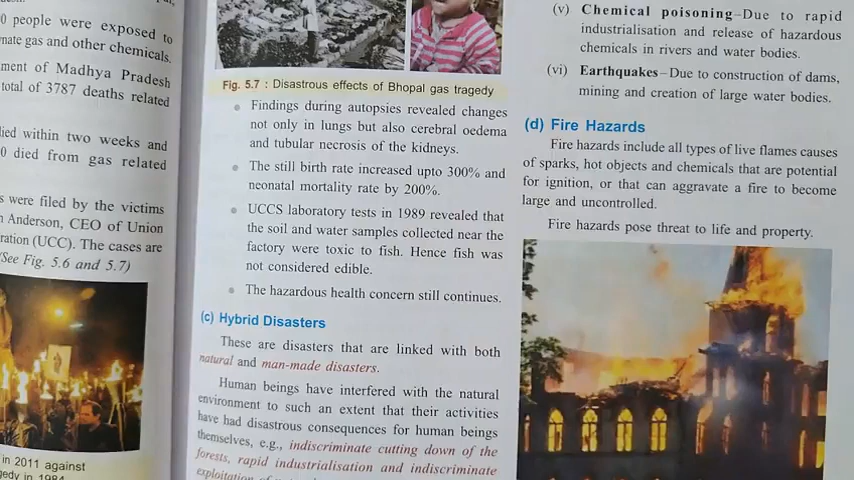 0 people were exposed to
nate gas and other chemicals.
ment of Madhya Pradesh
total of 3787 deaths related
lied within two weeks and
0 died from gas related
s were filed by the victims
n Anderson, CEO of Union
ration (UCC). The cases are
(See Fig. 5.6 and 5.7)
in 2011 against
gedy in 1984
Fig. 5.7 : Disastrous effects of Bhopal gas tragedy
• Findings during autopsies revealed changes
not only in lungs but also cerebral oedema
and tubular necrosis of the kidneys.
• The still birth rate increased upto 300% and
neonatal mortality rate by 200%.
• UCCS laboratory tests in 1989 revealed that
the soil and water samples collected near the
factory were toxic to fish. Hence fish was
not considered edible.
• The hazardous health concern still continues.
(c) Hybrid Disasters
These are disasters that are linked with both
natural and man-made disasters.
Human beings have interfered with the natural
environment to such an extent that their activities
have had disastrous consequences for human beings
themselves, e.g., indiscriminate cutting down of the
forests, rapid industrialisation and indiscriminate
exploitation of
(v) Chemical poisoning–Due to rapid
industrialisation and release of hazardous
chemicals in rivers and water bodies.
(vi) Earthquakes–Due to construction of dams,
mining and creation of large water bodies.
(d) Fire Hazards
Fire hazards include all types of live flames causes
of sparks, hot objects and chemicals that are potential
for ignition, or that can aggravate a fire to become
large and uncontrolled.
Fire hazards pose threat to life and property.